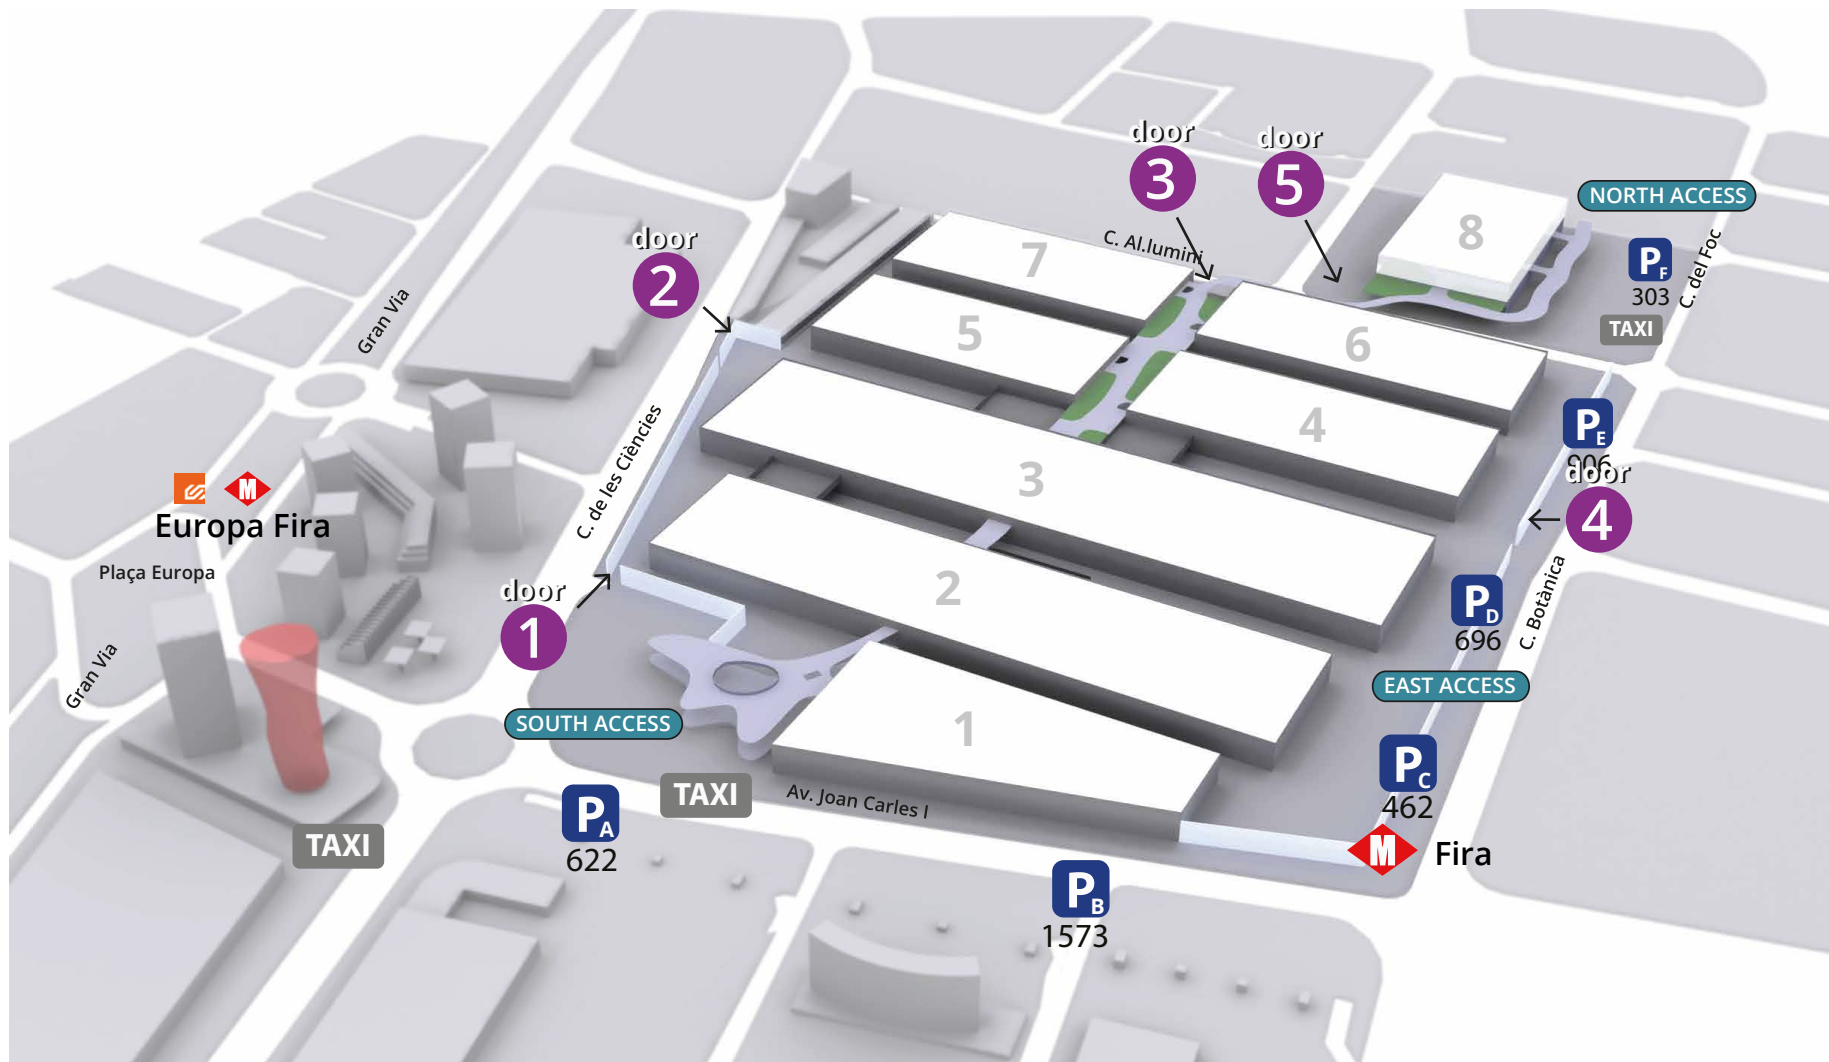 door
3
door
5
NORTH ACCESS
8
C. Al.lumini
7
door
2
P F
303
C. del Foc
TAXI
Gran Via
5
6
4
P E
906
door
4
C. de les Ciències
3
M
Europa Fira
Plaça Europa
2
door
1
P D
696
C. Botànica
EAST ACCESS
Gran Via
SOUTH ACCESS
1
P C
462
TAXI
Av. Joan Carles I
P A
622
TAXI
M
Fira
P B
1573